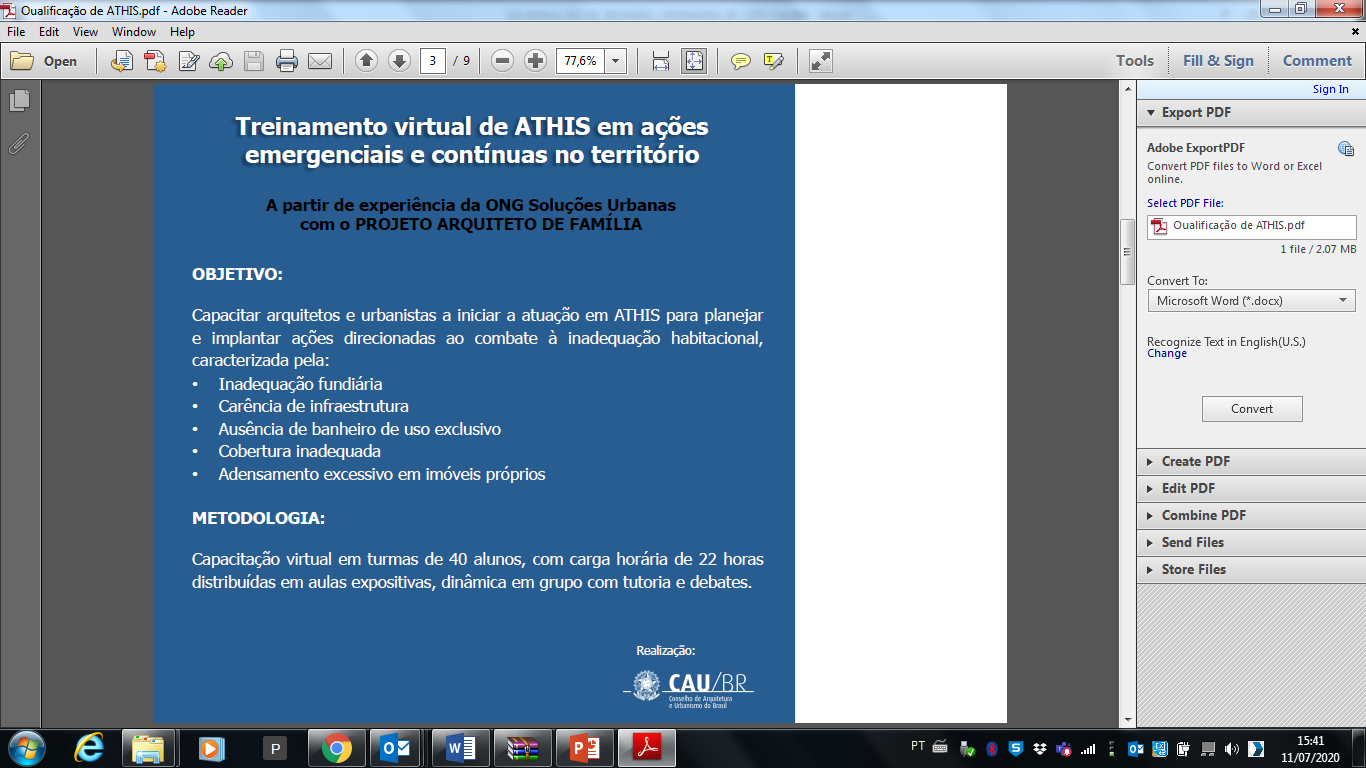 Qualificação de ATHIS.pdf - Adobe Reader
File Edit View Window Help
Open 3 / 9 77,6% Tools Fill & Sign Comment
Treinamento virtual de ATHIS em ações
emergenciais e contínuas no território
A partir de experiência da ONG Soluções Urbanas
com o PROJETO ARQUITETO DE FAMÍLIA
OBJETIVO:
Capacitar arquitetos e urbanistas a iniciar a atuação em ATHIS para planejar
e implantar ações direcionadas ao combate à inadequação habitacional,
caracterizada pela:
• Inadequação fundiária
• Carência de infraestrutura
• Ausência de banheiro de uso exclusivo
• Cobertura inadequada
• Adensamento excessivo em imóveis próprios
METODOLOGIA:
Capacitação virtual em turmas de 40 alunos, com carga horária de 22 horas
distribuídas em aulas expositivas, dinâmica em grupo com tutoria e debates.
Realização:
CAU/BR
Conselho de Arquitetura
e Urbanismo do Brasil
Sign In
Export PDF
Adobe ExportPDF
Convert PDF files to Word or Excel
online.
Select PDF File:
Qualificação de ATHIS.pdf
1 file / 2.07 MB
Convert To:
Microsoft Word (*.docx)
Recognize Text in English(U.S.)
Change
Convert
Create PDF
Edit PDF
Combine PDF
Send Files
Store Files
P
PT
15:41
11/07/2020